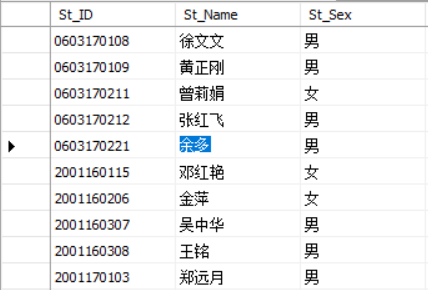 St_ID St_Name St_Sex
0603170108 徐文文 男
0603170109 黄正刚 男
0603170211 曾莉娟 女
0603170212 张红飞 男
0603170221 余多 男
2001160115 邓红艳 女
2001160206 金萍 女
2001160307 吴中华 男
2001160308 王铭 男
2001170103 郑远月 男